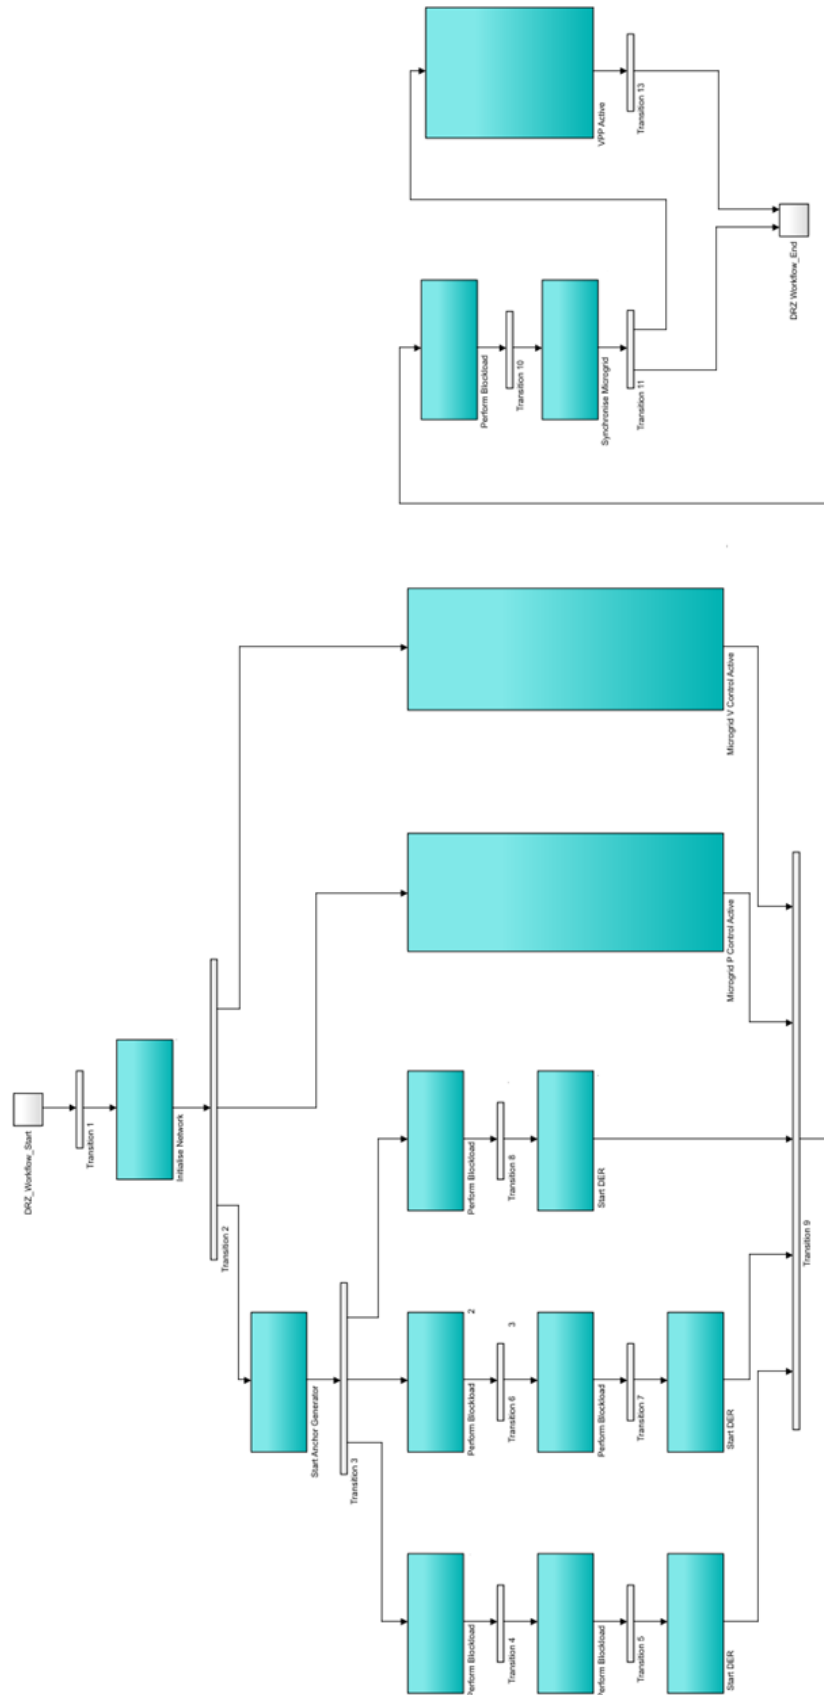 DRZ_Workflow_Start
Transition 1
Initialise Network
Transition 2
Start Anchor Generator
Transition 3
Perform Blockload
Transition 4
Perform Blockload
Transition 5
Start DER
Perform Blockload
2
Transition 6
3
Perform Blockload
Transition 7
Start DER
Perform Blockload
Transition 8
Start DER
Microgrid P Control Active
Microgrid V Control Active
Transition 9
Perform Blockload
Transition 10
Synchronise Microgrid
Transition 11
VPP Active
Transition 13
DRZ Workflow_End